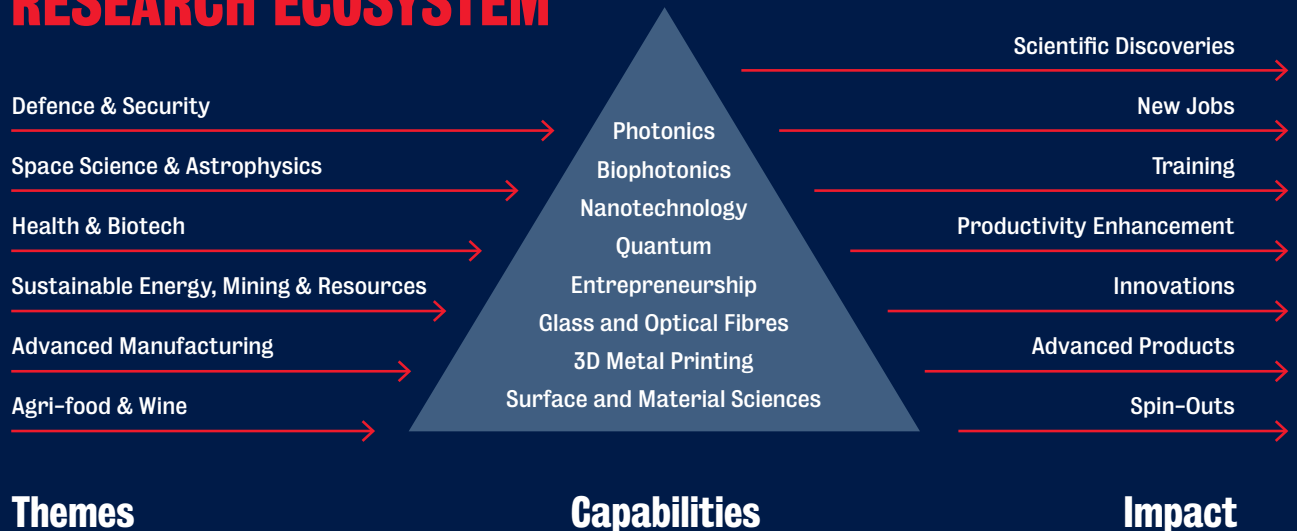 RESEARCH ECOSYSTEM
Defence & Security
Space Science & Astrophysics
Health & Biotech
Sustainable Energy, Mining & Resources
Advanced Manufacturing
Agri-food & Wine
Themes
Photonics
Biophotonics
Nanotechnology
Quantum
Entrepreneurship
Glass and Optical Fibres
3D Metal Printing
Surface and Material Sciences
Capabilities
Scientific Discoveries
New Jobs
Training
Productivity Enhancement
Innovations
Advanced Products
Spin-Outs
Impact